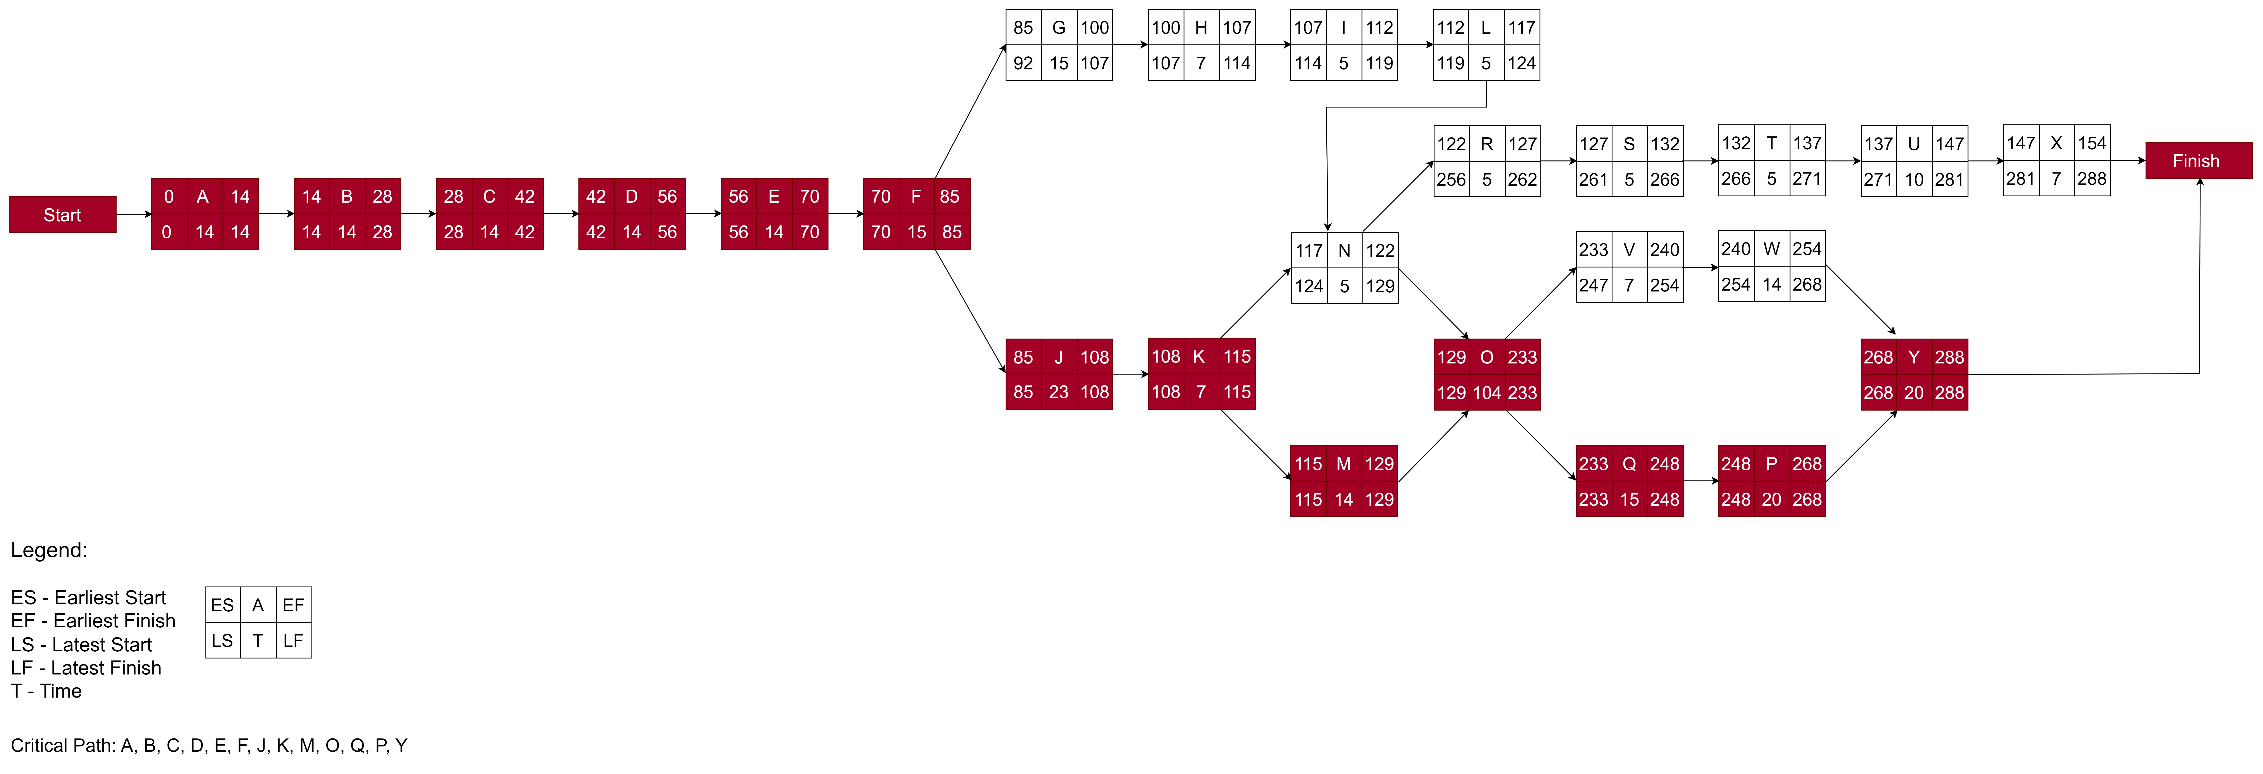 85 G 100
92 15 107
100 H 107
107 7 114
107 I 112
114 5 119
112 L 117
119 5 124
122 R 127
256 5 262
127 S 132
261 5 266
132 T 137
266 5 271
137 U 147
271 10 281
147 X 154
281 7 288
Finish
Start
0 A 14
0 14 14
14 B 28
14 14 28
28 C 42
28 14 42
42 D 56
42 14 56
56 E 70
56 14 70
70 F 85
70 15 85
117 N 122
124 5 129
233 V 240
247 7 254
240 W 254
254 14 268
85 J 108
85 23 108
108 K 115
108 7 115
129 O 233
129 104 233
268 Y 288
268 20 288
115 M 129
115 14 129
233 Q 248
233 15 248
248 P 268
248 20 268
Legend:
ES - Earliest Start
EF - Earliest Finish
LS - Latest Start
LF - Latest Finish
T - Time
ES A EF
LS T LF
Critical Path: A, B, C, D, E, F, J, K, M, O, Q, P, Y